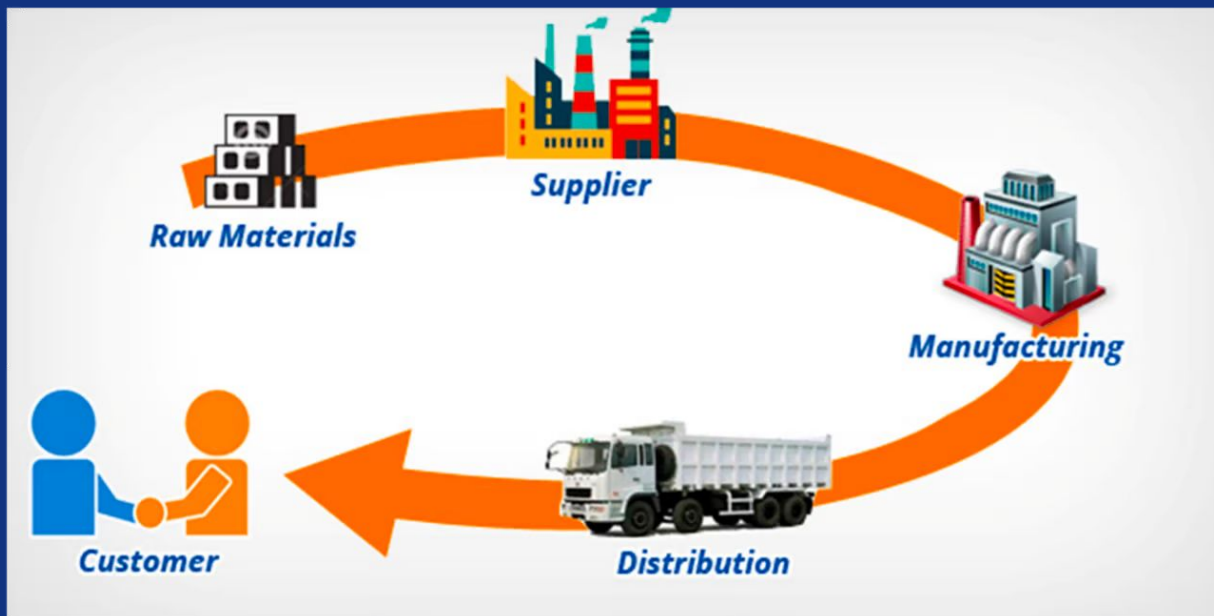 Raw Materials
Supplier
Manufacturing
Distribution
Customer